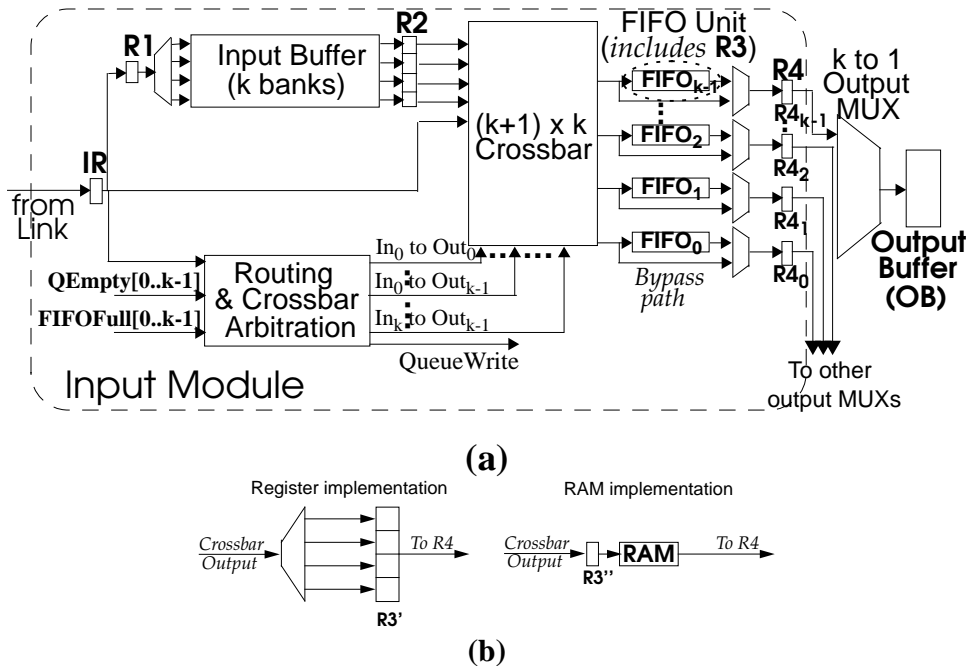 R1
Input Buffer
(k banks)
R2
(k+1) x k
Crossbar
FIFO Unit
(includes R3)
FIFOk-1
FIFO2
FIFO1
FIFO0
Bypass
path
R4
R4k-1
R42
R41
R40
k to 1
Output
MUX
Output
Buffer
(OB)
IR
from
Link
QEmpty[0..k-1]
FIFOFull[0..k-1]
Routing
& Crossbar
Arbitration
In0 to Out0
In0 to Outk-1
Ink to Outk-1
QueueWrite
Input Module
To other
output MUXs
(a)
Register implementation
Crossbar
Output
To R4
R3'
RAM implementation
Crossbar
Output
R3''
RAM
To R4
(b)